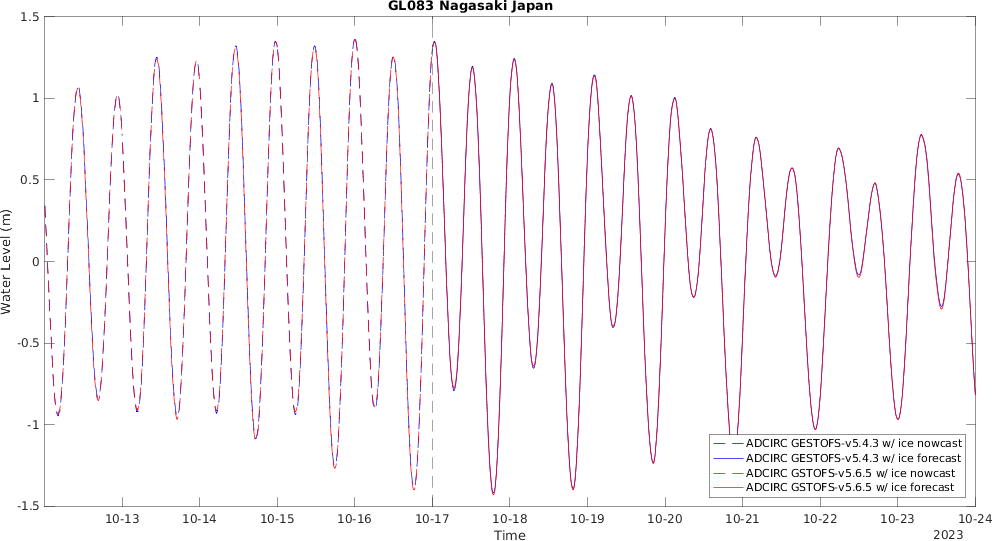 GL083 Nagasaki Japan
Water Level (m)
1.5
1
0.5
0
-0.5
-1
-1.5
ADCIRC GESTOFS-v5.4.3 w/ ice nowcast
ADCIRC GESTOFS-v5.4.3 w/ ice forecast
ADCIRC GSTOFS-v5.6.5 w/ ice nowcast
ADCIRC GSTOFS-v5.6.5 w/ ice forecast
10-13 10-14 10-15 10-16 10-17 10-18 10-19 10-20 10-21 10-22 10-23 10-24
Time
2023